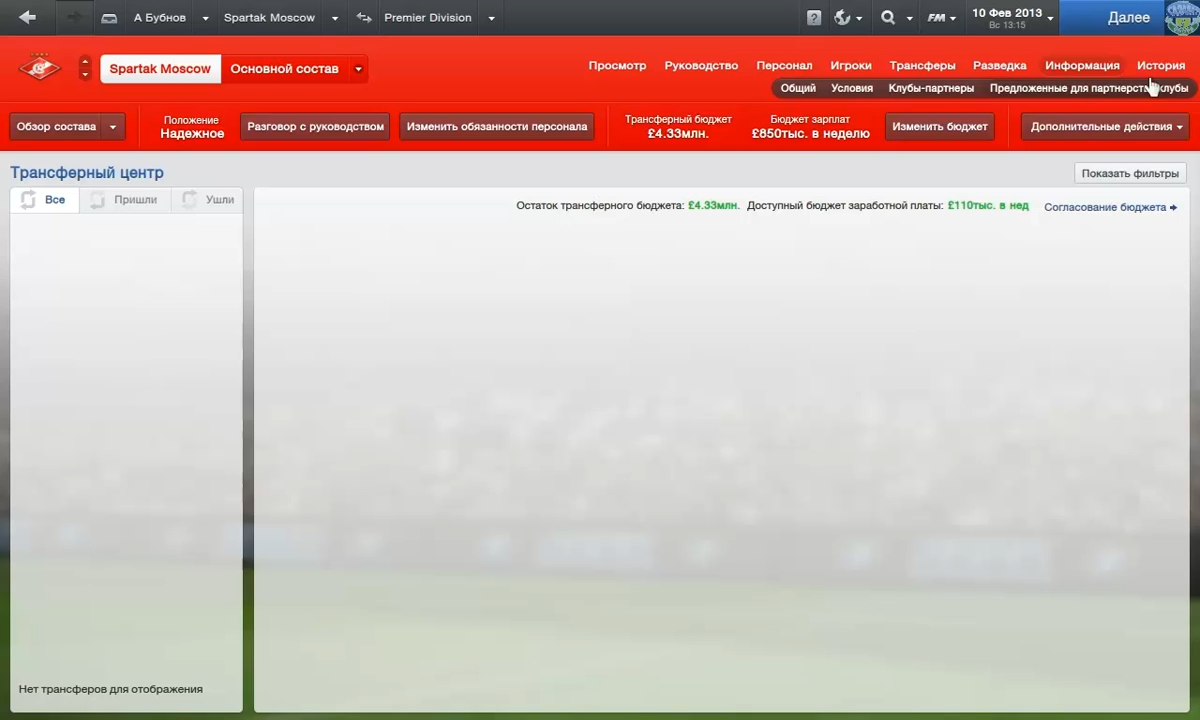 А Бубнов
Spartak Moscow
Premier Division
?
FM
10 Фев 2013
Вс 13:15
Далее
Spartak Moscow
Основной состав
Просмотр
Руководство
Персонал
Игроки
Трансферы
Разведка
Информация
История
Общий
Условия
Клубы-партнеры
Предложенные для партнерст клубы
Обзор состава
Положение
Надежное
Разговор с руководством
Изменить обязанности персонала
Трансферный бюджет
£4.33млн.
Бюджет зарплат
£850тыс. в неделю
Изменить бюджет
Дополнительные действия
Трансферный центр
Показать фильтры
Все
Пришли
Ушли
Остаток трансферного бюджета: £4.33млн. Доступный бюджет заработной платы: £110тыс. в нед
Согласование бюджета
Нет трансферов для отображения